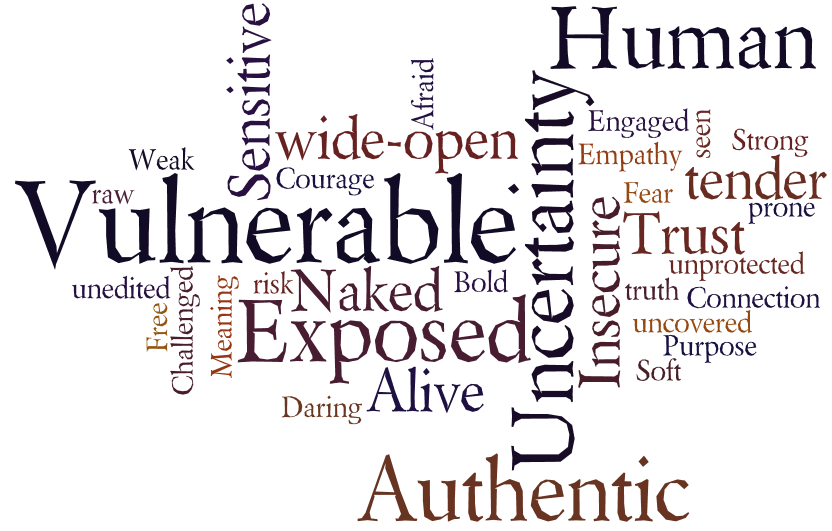 Human
Sensitive
Afraid
Uncertainty
Engaged
seen
Strong
wide-open
Empathy
Weak
Courage
tender
raw
Vulnerable.
Fear
prone
Insecure
Trust
unprotected
unedited
Challenged
Meaning
risk
Naked
Bold
truth
Connection
Free
Exposed
uncovered
Purpose
Soft
Alive
Daring
Authentic